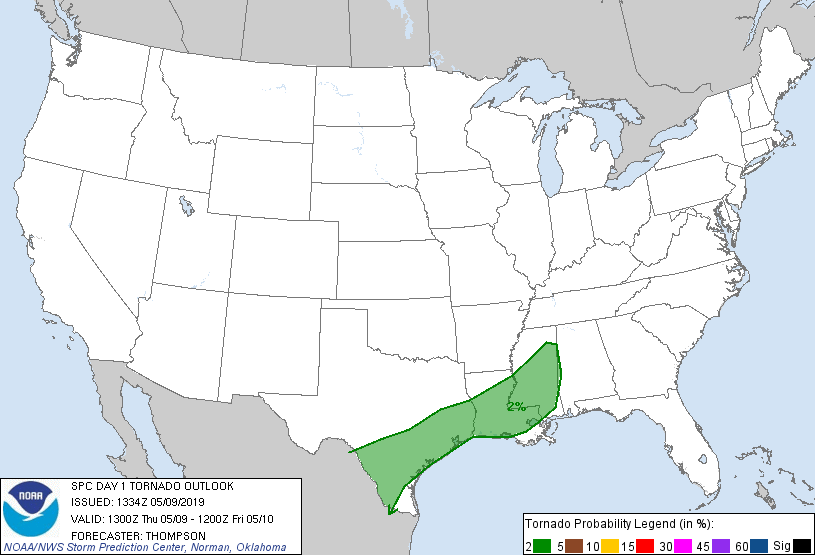 2%
NOAA
SPC DAY 1 TORNADO OUTLOOK
ISSUED: 1334Z 05/09/2019
VALID: 1300Z Thu 05/09 - 1200Z Fri 05/10
FORECASTER: THOMPSON
NOAA/NWS Storm Prediction Center, Norman, Oklahoma
Tornado Probability Legend (in %):
2 5 10 15 30 45 60 Sig